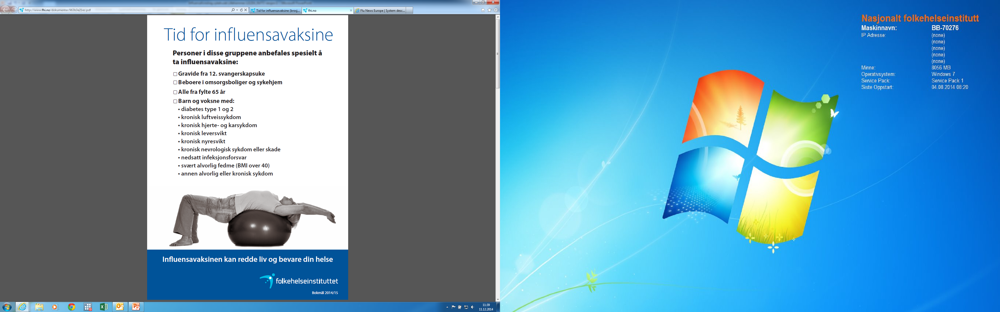 http://www.fhi.no/dokumenter/963b3e21ec.pdf
Tid for influensavaksine (brosj...
fhi.no
Flu News Europe | System desc...
Tid for influensavaksine
Personer i disse gruppene anbefales spesielt å
ta influensavaksine:
Gravide fra 12. svangerskapsuke
Beboere i omsorgsboliger og sykehjem
Alle fra fylte 65 år
Barn og voksne med:
• diabetes type 1 og 2
• kronisk luftveissykdom
• kronisk hjerte- og karsykdom
• kronisk leversvikt
• kronisk nyresvikt
• kronisk nevrologisk sykdom eller skade
• nedsatt infeksjonsforsvar
• svært alvorlig fedme (BMI over 40)
• annen alvorlig eller kronisk sykdom
Influensavaksinen kan redde liv og bevare din helse
folkehelseinstituttet
Bokmål 2014/15
11:39
11.12.2014
Nasjonalt folkehelseinstitutt
Maskinnavn: BB-70276
IP Adresse: (none)
(none)
(none)
(none)
(none)
Minne: 8056 MB
Operativsystem: Windows 7
Service Pack: Service Pack 1
Siste Oppstart: 04.08.2014 08:20